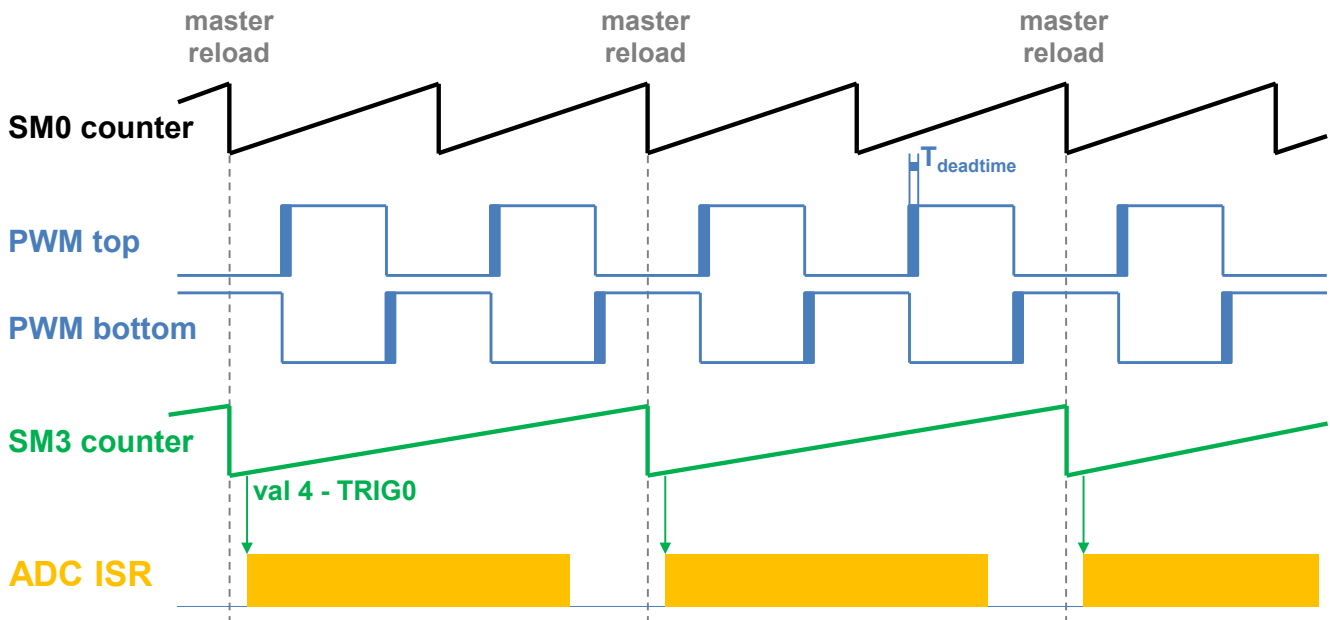 master
reload
master
reload
master
reload
SM0 counter
Tdeadtime
PWM top
PWM bottom
SM3 counter
val 4 - TRIG0
ADC ISR